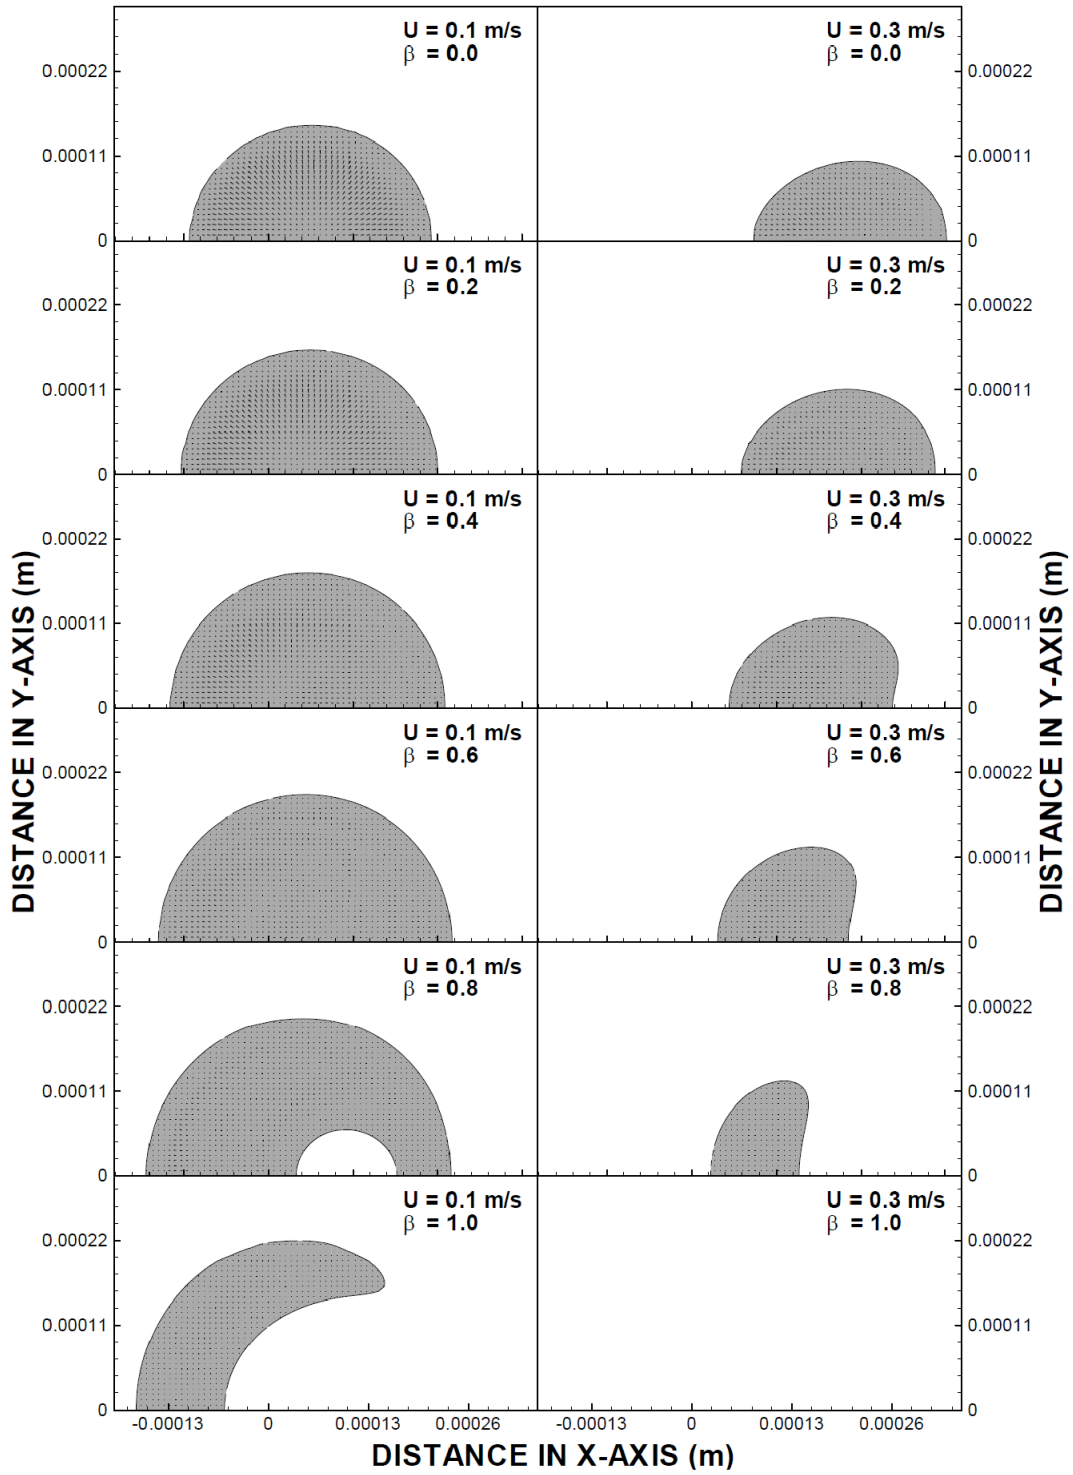 U = 0.1 m/s
β = 0.0
U = 0.3 m/s
β = 0.0
0.00022
0.00011
0
0.00022
0.00011
0
U = 0.1 m/s
β = 0.2
U = 0.3 m/s
β = 0.2
0.00022
0.00011
0
0.00022
0.00011
0
U = 0.1 m/s
β = 0.4
U = 0.3 m/s
β = 0.4
0.00022
0.00011
0
0.00022
0.00011
0
U = 0.1 m/s
β = 0.6
U = 0.3 m/s
β = 0.6
0.00022
0.00011
0
0.00022
0.00011
0
U = 0.1 m/s
β = 0.8
U = 0.3 m/s
β = 0.8
0.00022
0.00011
0
0.00022
0.00011
0
U = 0.1 m/s
β = 1.0
U = 0.3 m/s
β = 1.0
0.00022
0.00011
0
0.00022
0.00011
0
-0.00013 0 0.00013 0.00026
-0.00013 0 0.00013 0.00026
DISTANCE IN X-AXIS (m)
DISTANCE IN Y-AXIS (m)
DISTANCE IN Y-AXIS (m)